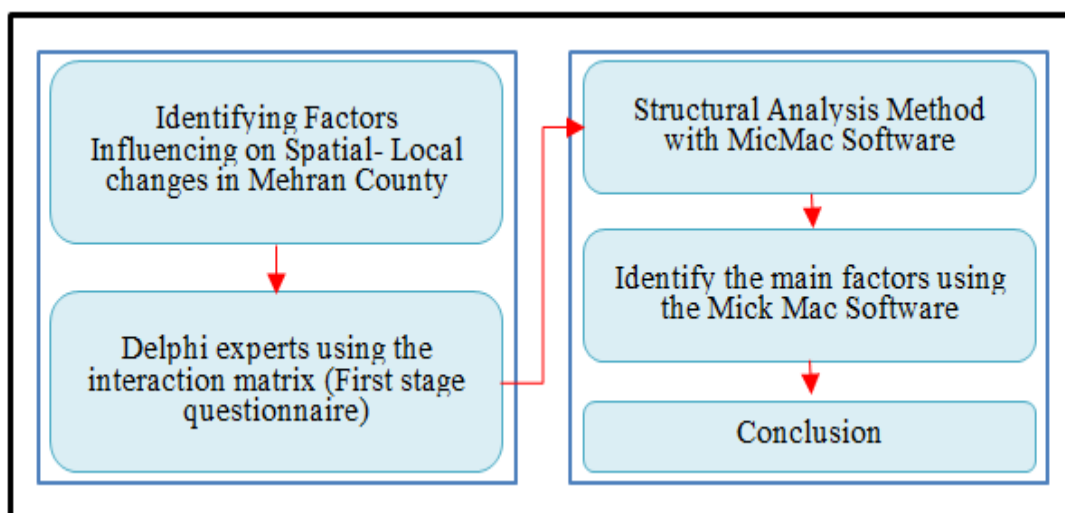 Identifying Factors
Influencing on Spatial- Local
changes in Mehran County
Delphi experts using the
interaction matrix (First stage
questionnaire)
Structural Analysis Method
with MicMac Software
Identify the main factors using
the Mick Mac Software
Conclusion